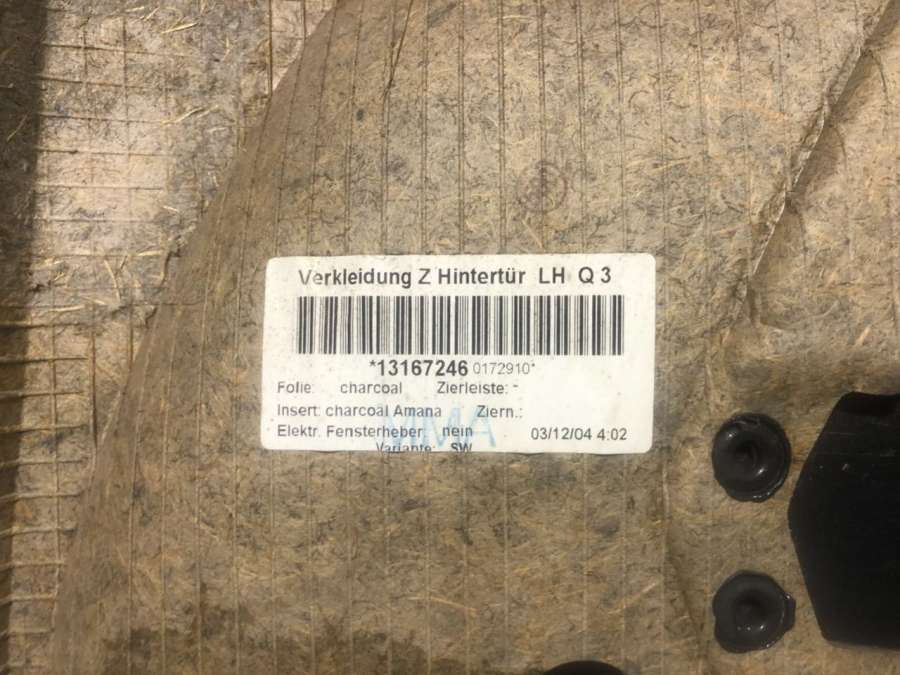 Verkleidung Z Hintertür LH Q 3
*13167246 0172910*
Folie: charcoal Zierleiste: -
Insert: charcoal Amana Ziern.:
Elektr. Fensterheber: nein 03/12/04 4:02
Variante: SW